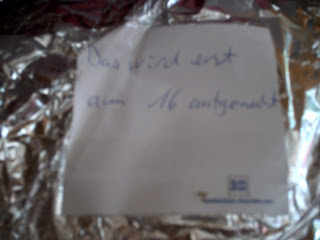 Das wird erst
am 16 aufgemacht